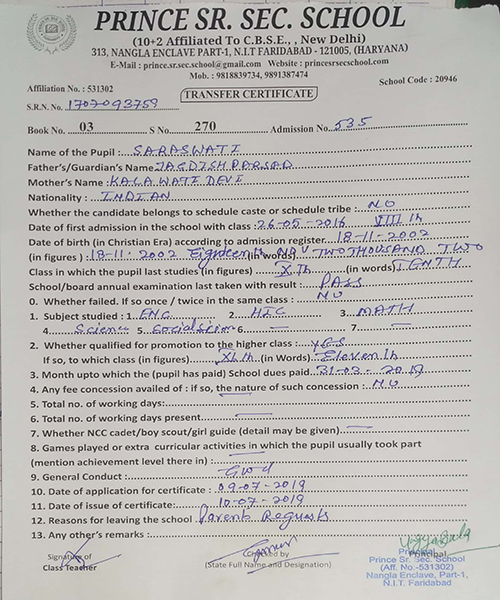 PRINCE SR. SEC. SCHOOL
(10+2 Affiliated To C.B.S.E., , New Delhi)
313, NANGLA ENCLAVE PART-1, N.I.T FARIDABAD - 121005, (HARYANA)
E-Mail : prince.sr.sec.school@gmail.com Website : princesrsecschool.com
Mob. : 9818839734, 9891387474
Affiliation No. : 531302
School Code : 20946
TRANSFER CERTIFICATE
S.R.N. No. 1707093759
Book No. 03 S No. 270 Admission No. 535
Name of the Pupil : SARASWATI
Father's/Guardian's Name JAGDISH PARSAD
Mother's Name : KALA WATI DEVI
Nationality : INDIAN
Whether the candidate belongs to schedule caste or schedule tribe : NO
Date of first admission in the school with class : 26-05-2016 VIII th
Date of birth (in Christian Era) according to admission register 18-11-2002
(in figures) 18-11-2002 Eighteenth NOV (in words) TWO THOUSAND TWO
Class in which the pupil last studies (in figures) X th (in words) TENTH
School/board annual examination last taken with result : PASS
0. Whether failed. If so once / twice in the same class : NO
1. Subject studied : 1. ENG. 2. 3. MATH
4. Science 5. 6. — 7. —
2. Whether qualified for promotion to the higher class : yes
If so, to which class (in figures) XI th (in Words) Eleventh
3. Month upto which the (pupil has paid) School dues paid 31-03-2019
4. Any fee concession availed of : if so, the nature of such concession : NO
5. Total no. of working days: —
6. Total no. of working days present —
7. Whether NCC cadet/boy scout/girl guide (detail may be given) —
8. Games played or extra curricular activities in which the pupil usually took part
(mention achievement level there in) : —
9. General Conduct : Good
10. Date of application for certificate : 09-07-2019
11. Date of issue of certificate: 10-07-2019
12. Reasons for leaving the school Parent Requests
13. Any other's remarks :
Signature of
Class Teacher
by
(State Full Name and Designation)
Principal
Prince Sr. Sec. School
(Aff. No.-531302)
Nangla Enclave, Part-1,
N.I.T. Faridabad